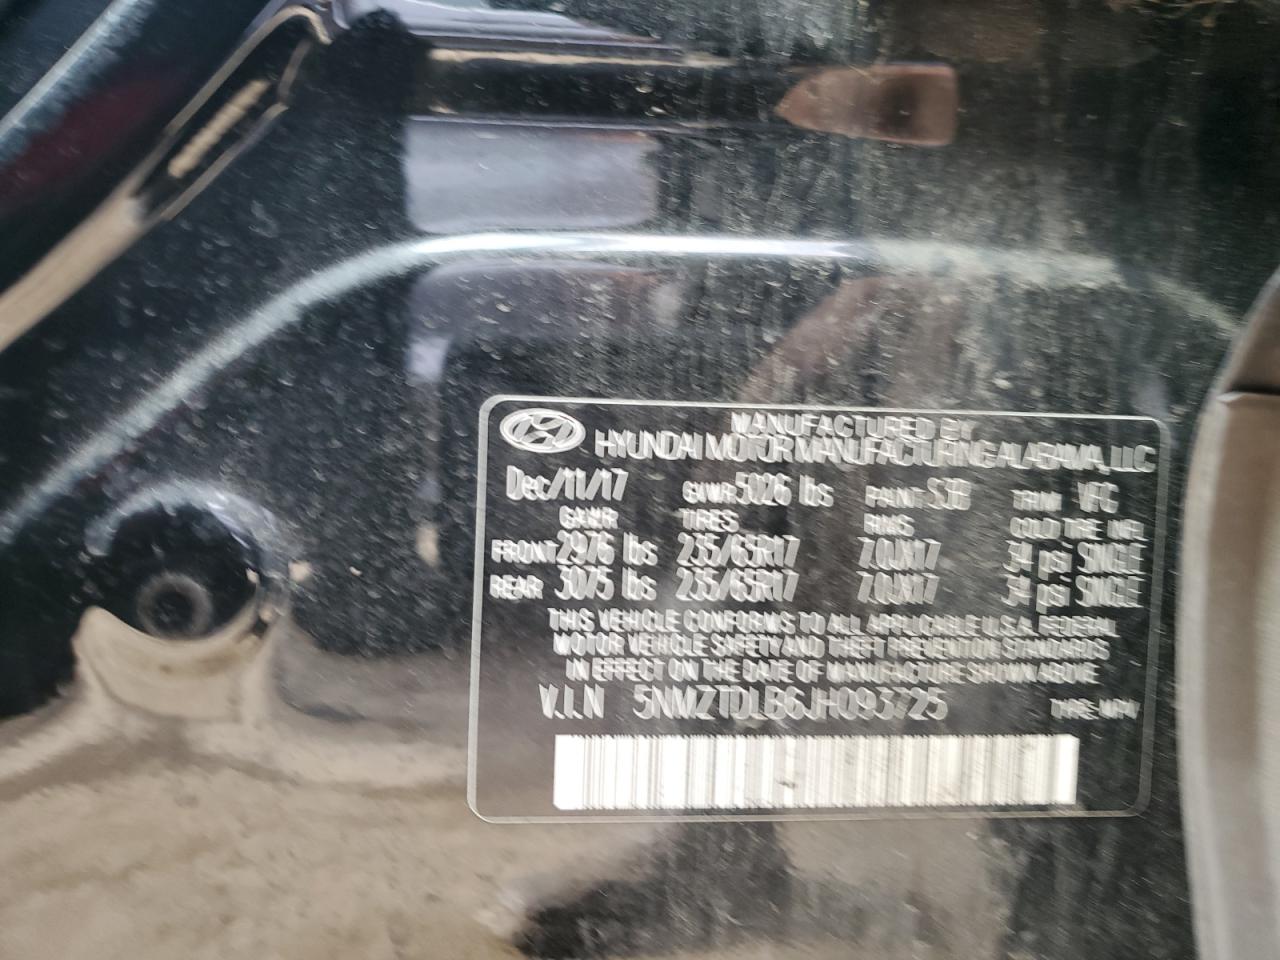 MANUFACTURED BY
HYUNDAI MOTOR MANUFACTURING ALABAMA, LLC
Dec/11/17 GVWR 5026 lbs PAINT S3B TRIM VFC
GAWR TIRES RIMS COLD TIRE INFL
FRONT 2976 lbs 235/65R17 7.0JX17 34 psi SINGLE
REAR 3075 lbs 235/65R17 7.0JX17 34 psi SINGLE
THIS VEHICLE CONFORMS TO ALL APPLICABLE U.S.A. FEDERAL
MOTOR VEHICLE SAFETY AND THEFT PREVENTION STANDARDS
IN EFFECT ON THE DATE OF MANUFACTURE SHOWN ABOVE
V.I.N 5NMZTDLB6JH093725 TYPE: MPV